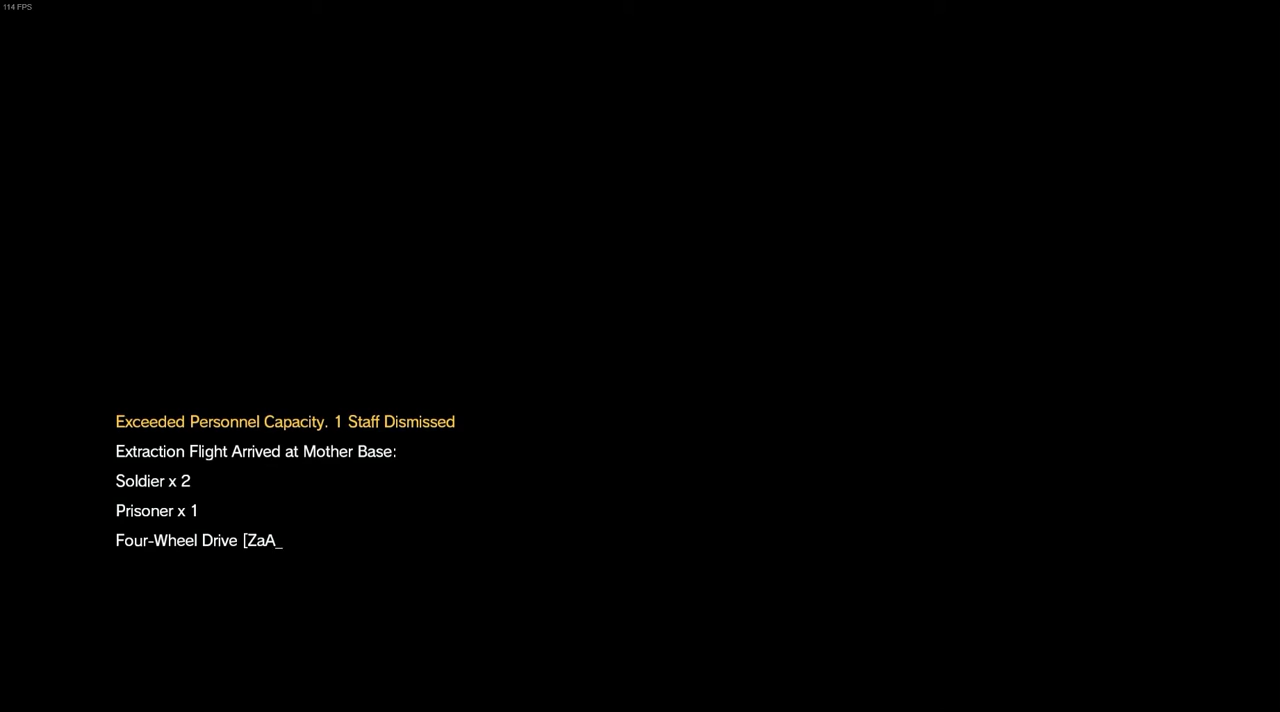 114 FPS
Exceeded Personnel Capacity. 1 Staff Dismissed
Extraction Flight Arrived at Mother Base:
Soldier x 2
Prisoner x 1
Four-Wheel Drive [ZaA_